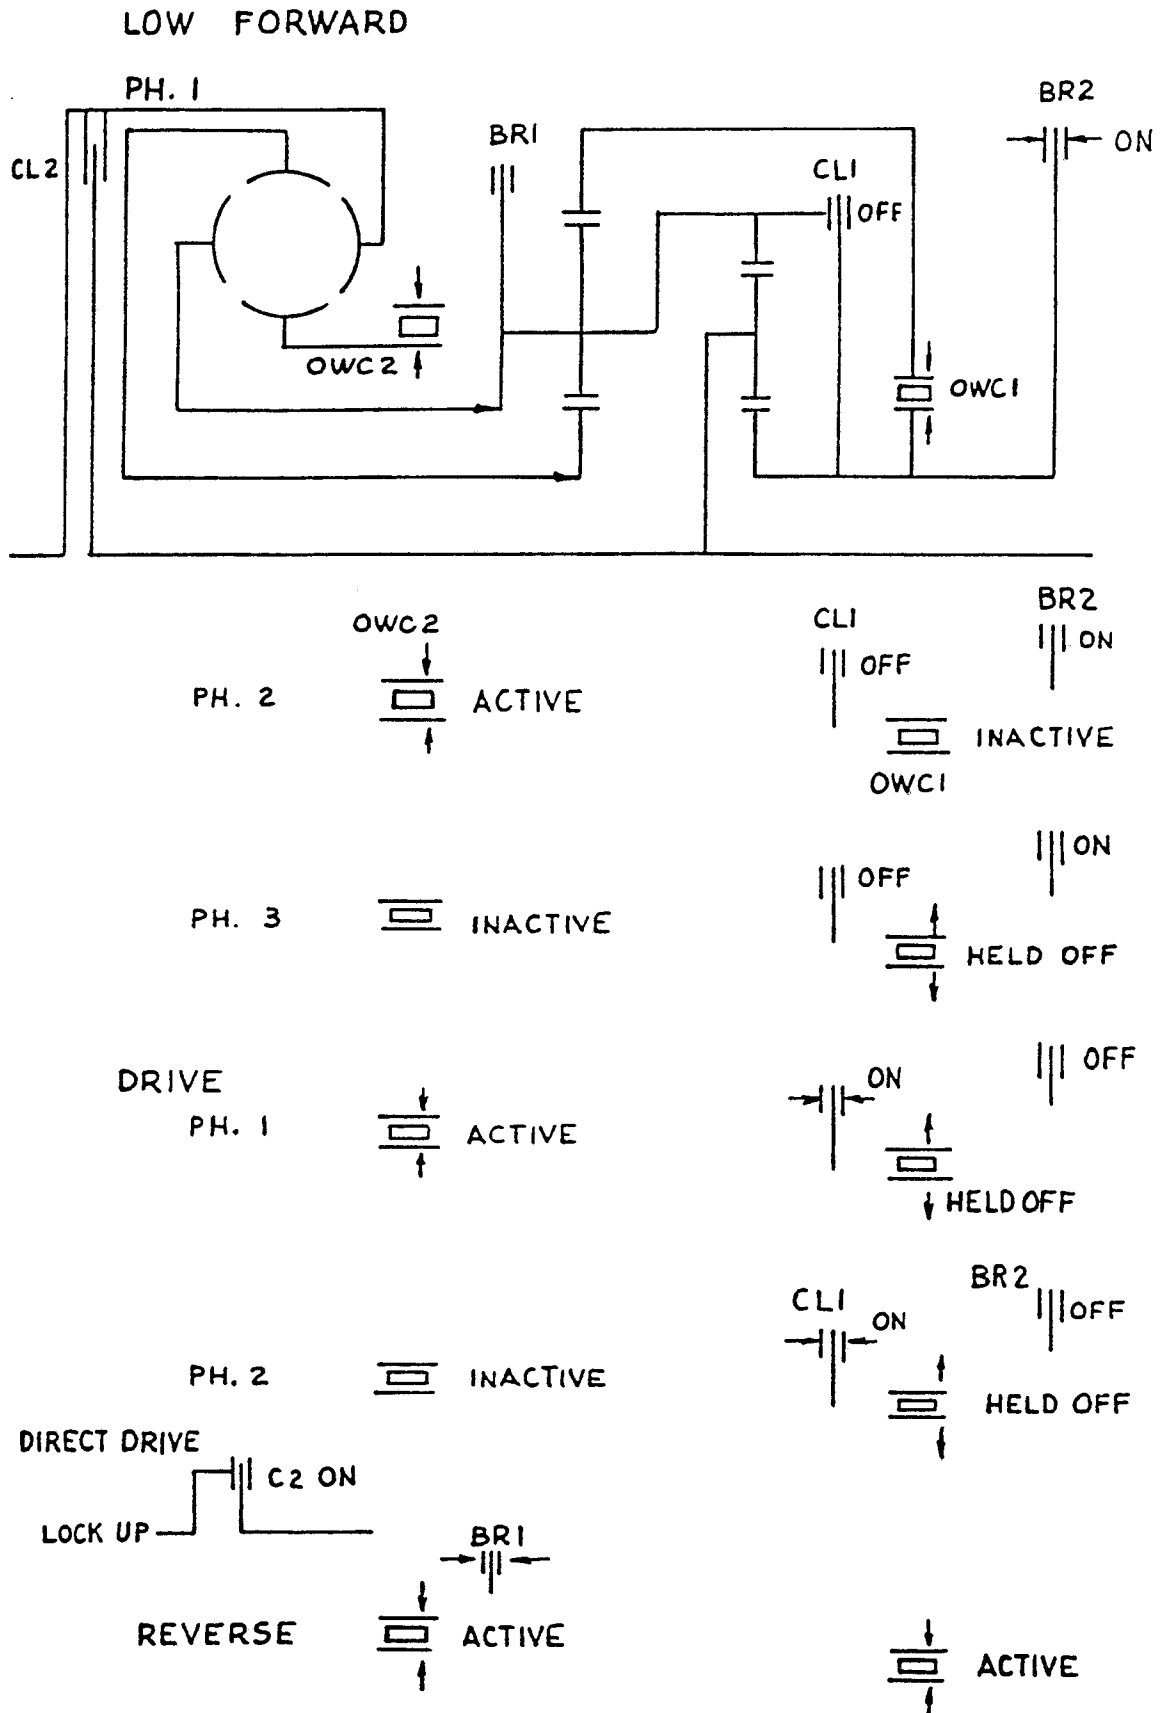 LOW FORWARD
PH. 1
BR2
ON
BR1
CL2
CL1
OFF
OWC2
OWC1
BR2
OWC2
CL1
ON
OFF
PH. 2
ACTIVE
INACTIVE
OWC1
ON
OFF
PH. 3
INACTIVE
HELD OFF
OFF
DRIVE
ON
PH. 1
ACTIVE
HELD OFF
BR2
CL1
OFF
ON
PH. 2
INACTIVE
HELD OFF
DIRECT DRIVE
C2 ON
LOCK UP
BR1
REVERSE
ACTIVE
ACTIVE